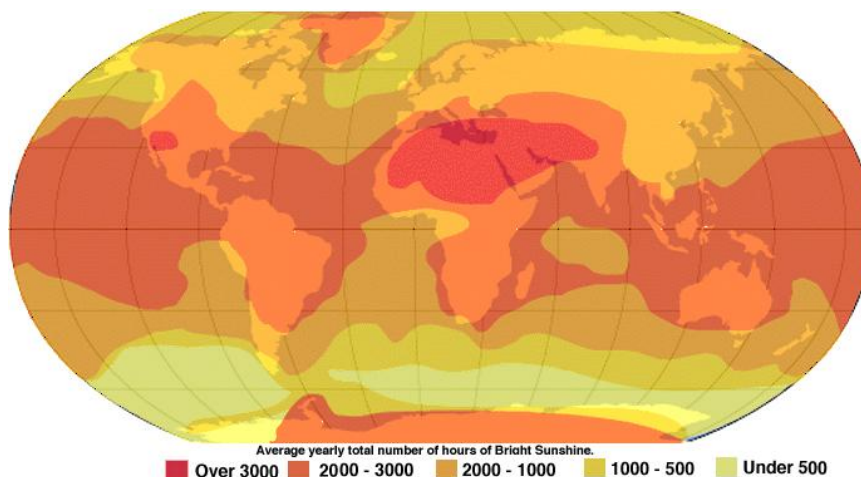 Average yearly total number of hours of Bright Sunshine.
Over 3000 2000 - 3000 2000 - 1000 1000 - 500 Under 500